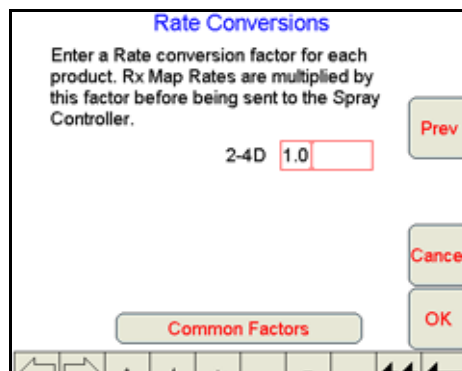 Rate Conversions
Enter a Rate conversion factor for each
product. Rx Map Rates are multiplied by
this factor before being sent to the Spray
Controller.
Prev
2-4D 1.0
Cance
OK
Common Factors